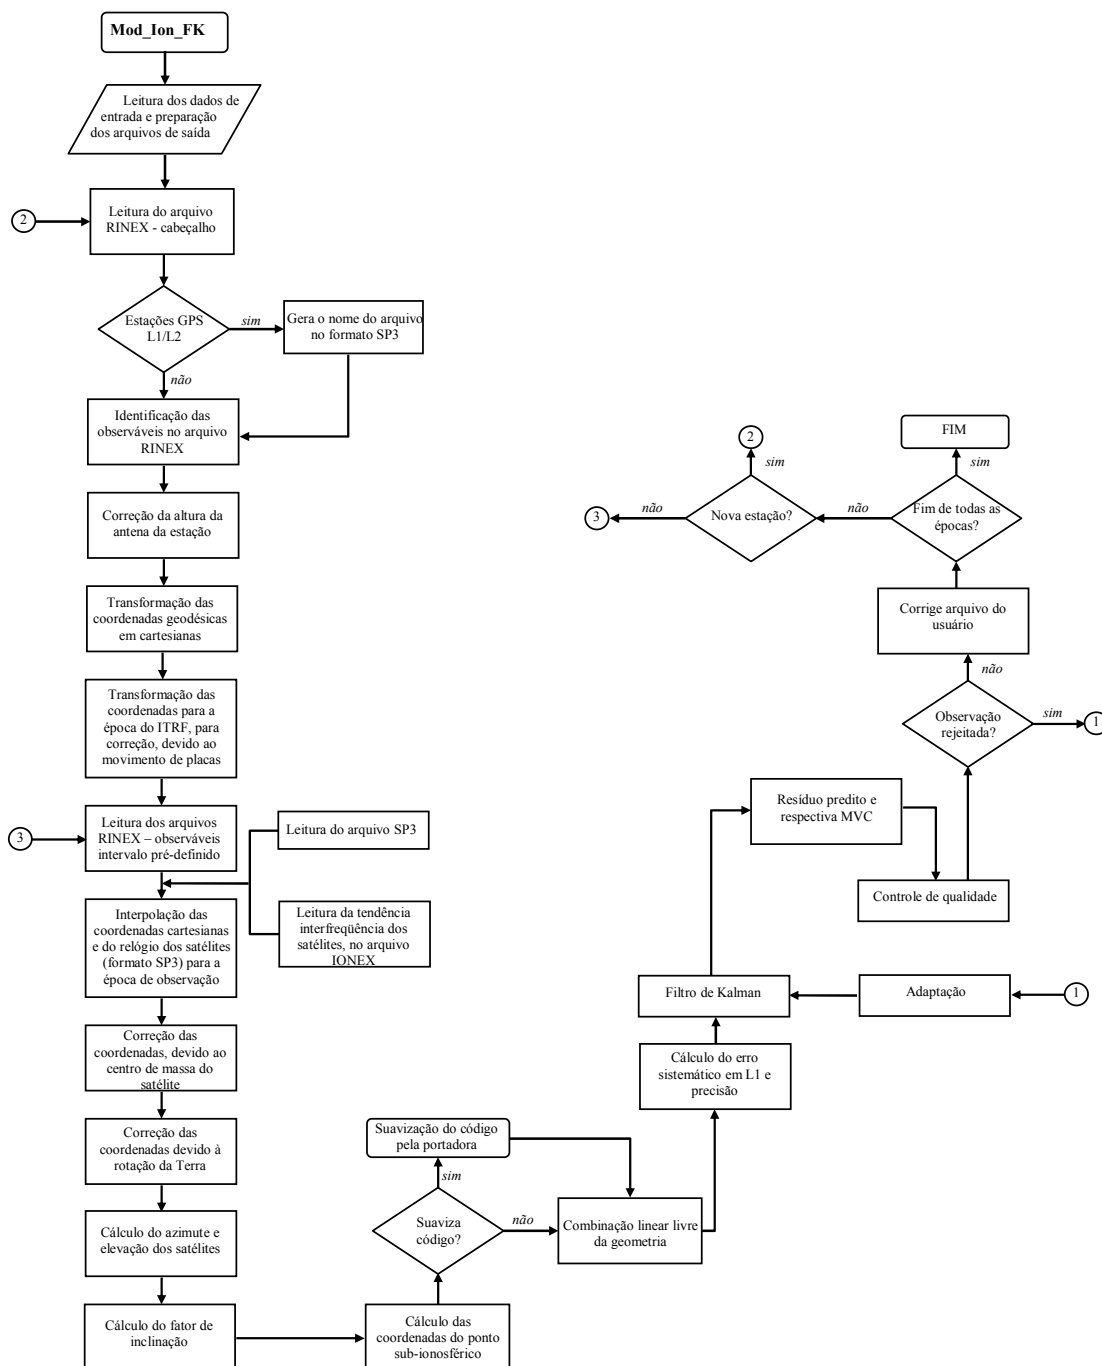 Mod_Ion_FK
Leitura dos dados de
entrada e preparação
dos arquivos de saída
2
Leitura do arquivo
RINEX - cabeçalho
Estações GPS
L1/L2
sim
Gera o nome do arquivo
no formato SP3
não
Identificação das
observáveis no arquivo
RINEX
Correção da altura da
antena da estação
Transformação das
coordenadas geodésicas
em cartesianas
Transformação das
coordenadas para a
época do ITRF, para
correção, devido ao
movimento de placas
3
Leitura dos arquivos
RINEX – observáveis
intervalo pré-definido
Leitura do arquivo SP3
Leitura da tendência
interfreqüência dos
satélites, no arquivo
IONEX
Interpolação das
coordenadas cartesianas
e do relógio dos satélites
(formato SP3) para a
época de observação
Correção das
coordenadas, devido ao
centro de massa do
satélite
Correção das
coordenadas devido à
rotação da Terra
Cálculo do azimute e
elevação dos satélites
Cálculo do fator de
inclinação
Cálculo das
coordenadas do ponto
sub-ionosférico
Suaviza
código?
sim
Suavização do código
pela portadora
não
Combinação linear livre
da geometria
Cálculo do erro
sistemático em L1 e
precisão
Filtro de Kalman
Adaptação
1
Resíduo predito e
respectiva MVC
Controle de qualidade
Observação
rejeitada?
sim
1
não
Corrige arquivo do
usuário
Fim de todas as
épocas?
sim
FIM
não
Nova estação?
sim
2
não
3